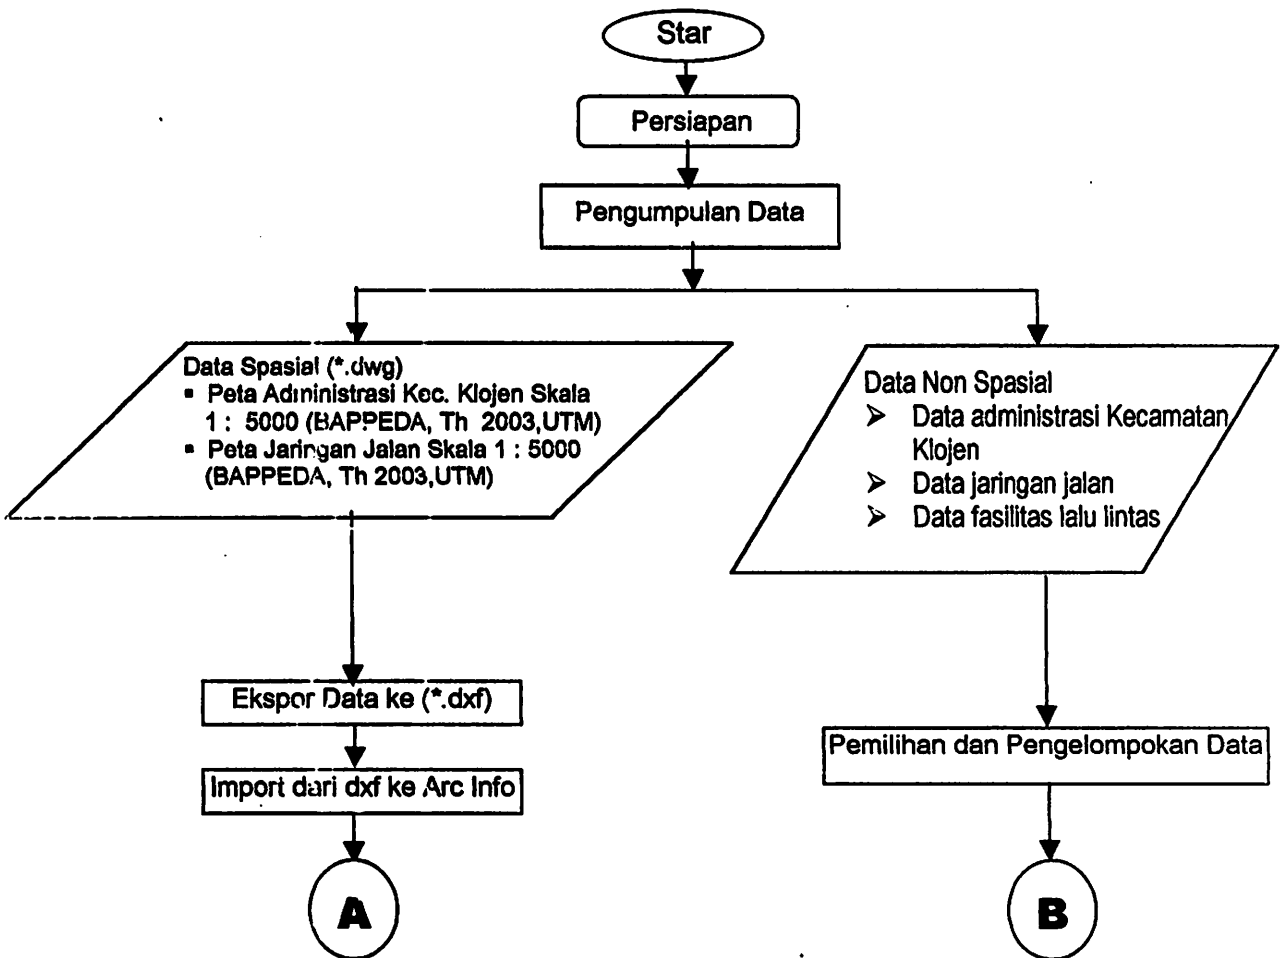 Star
Persiapan
Pengumpulan Data
Data Spasial (*.dwg)
▪ Peta Administrasi Kec. Klojen Skala
1 : 5000 (BAPPEDA, Th 2003,UTM)
▪ Peta Jaringan Jalan Skala 1 : 5000
(BAPPEDA, Th 2003,UTM)
Data Non Spasial
➢ Data administrasi Kecamatan
Klojen
➢ Data jaringan jalan
➢ Data fasilitas lalu lintas
Ekspor Data ke (*.dxf)
Import dari dxf ke Arc Info
Pemilihan dan Pengelompokan Data
A
B